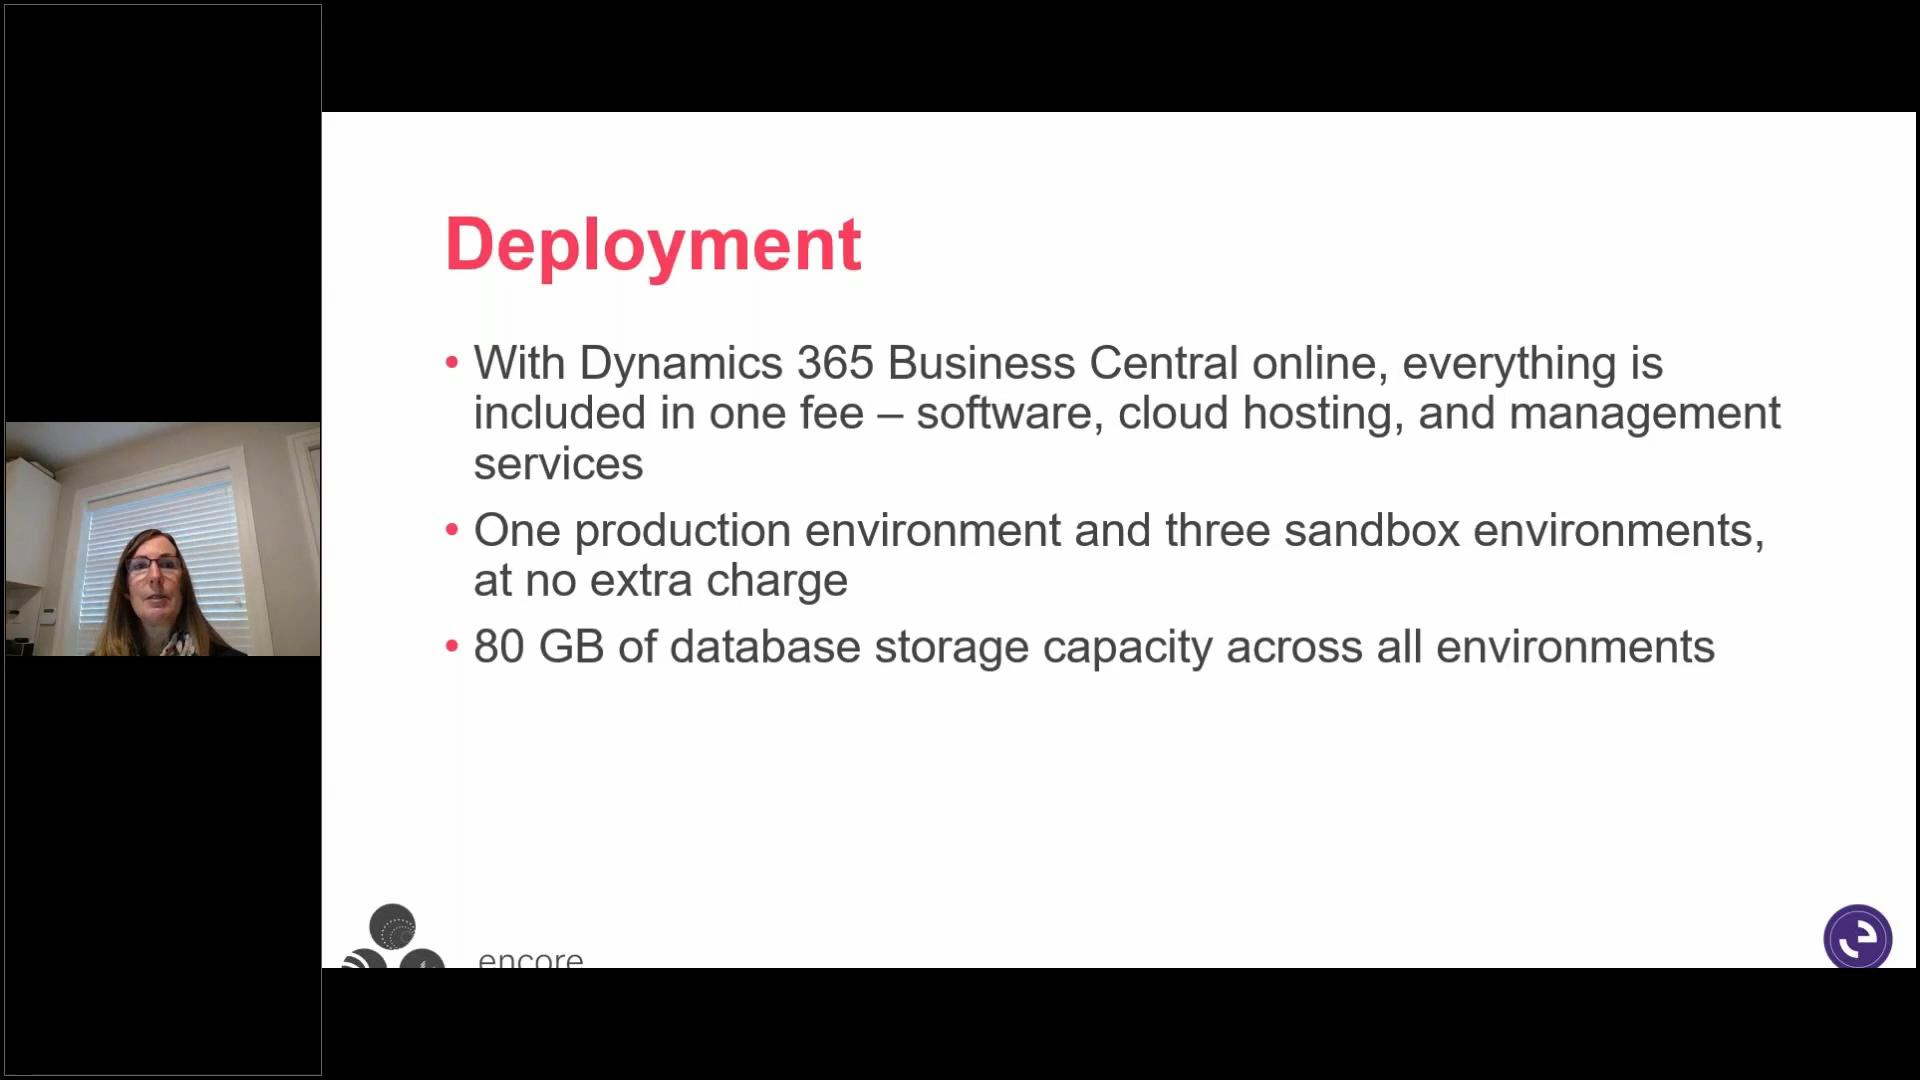 Deployment
• With Dynamics 365 Business Central online, everything is
included in one fee – software, cloud hosting, and management
services
• One production environment and three sandbox environments,
at no extra charge
• 80 GB of database storage capacity across all environments
encore